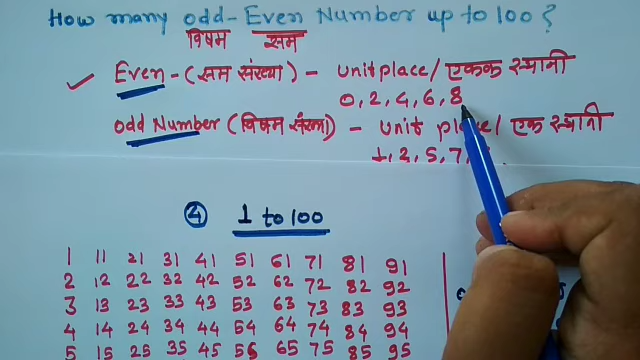 How many odd-Even Number up to 100?
विषम सम
Even-(सम संख्या) - unit place/एकक स्थानी
0, 2, 4, 6, 8
odd Number (विषम संख्या) - unit place/एक स्थानी
1, 2, 5, 7,
④ 1 to 100
1 11 21 31 41 51 61 71 81 91
2 12 22 32 42 52 62 72 82 92
3 13 23 33 43 53 63 73 83 93
4 14 24 34 44 54 64 74 84 94
5 15 25 35 45 56 65 75 85 95